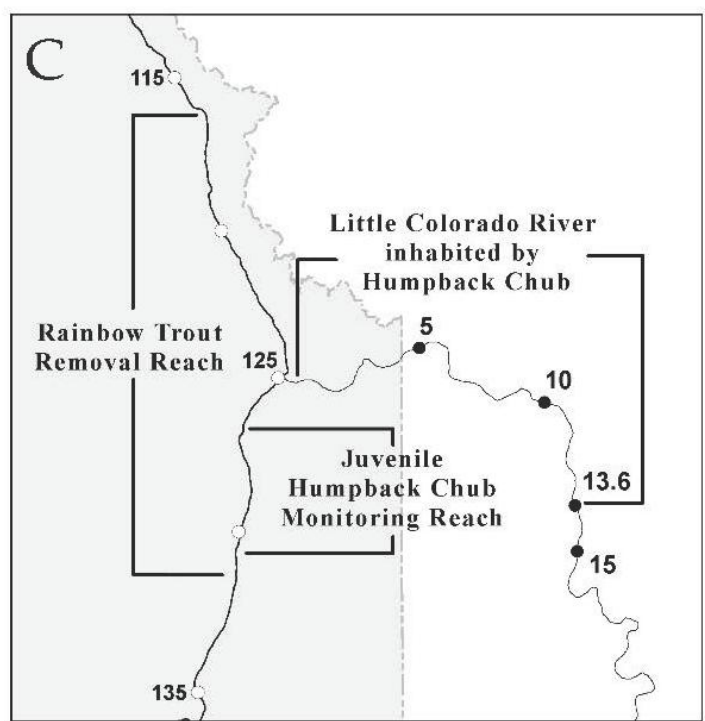 C
115
Little Colorado River
inhabited by
Humpback Chub
Rainbow Trout
Removal Reach
125
5
10
Juvenile
Humpback Chub
Monitoring Reach
13.6
15
135